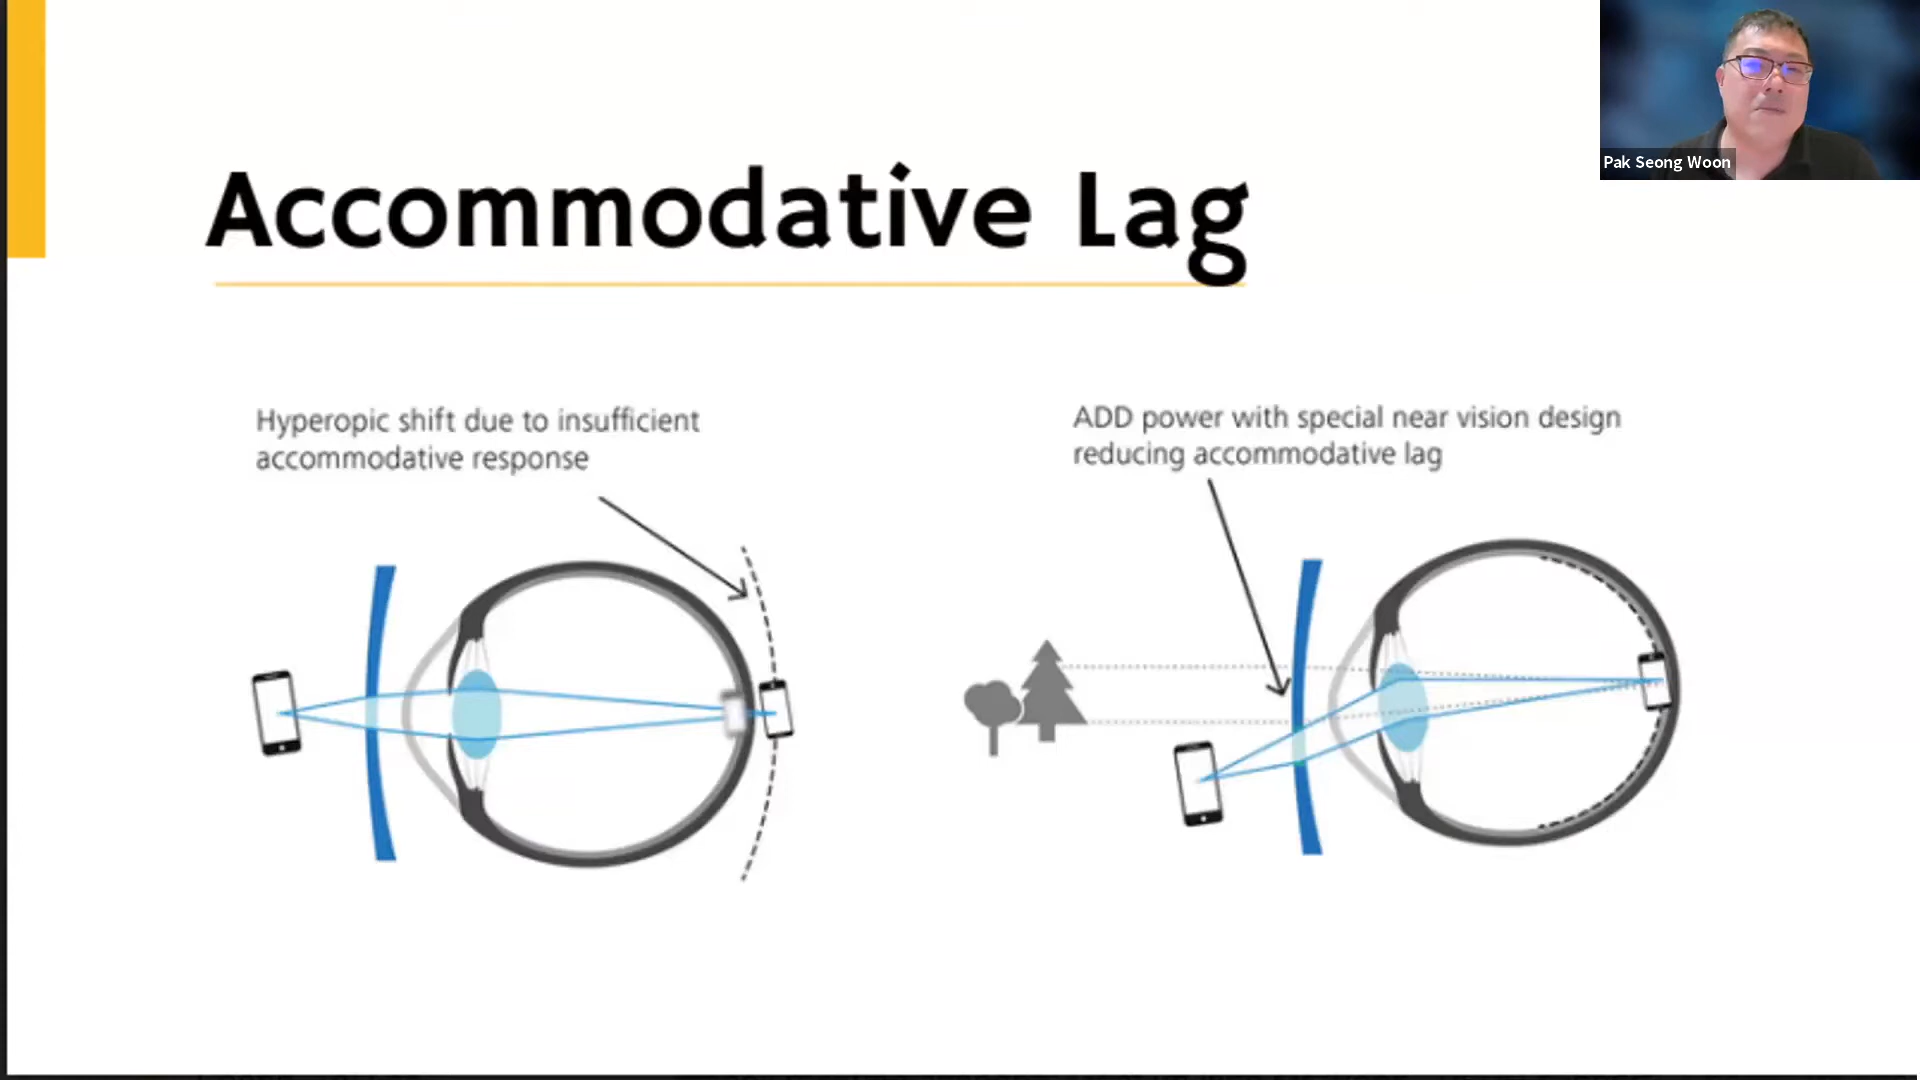 Pak Seong Woon
Accommodative Lag
Hyperopic shift due to insufficient
accommodative response
ADD power with special near vision design
reducing accommodative lag